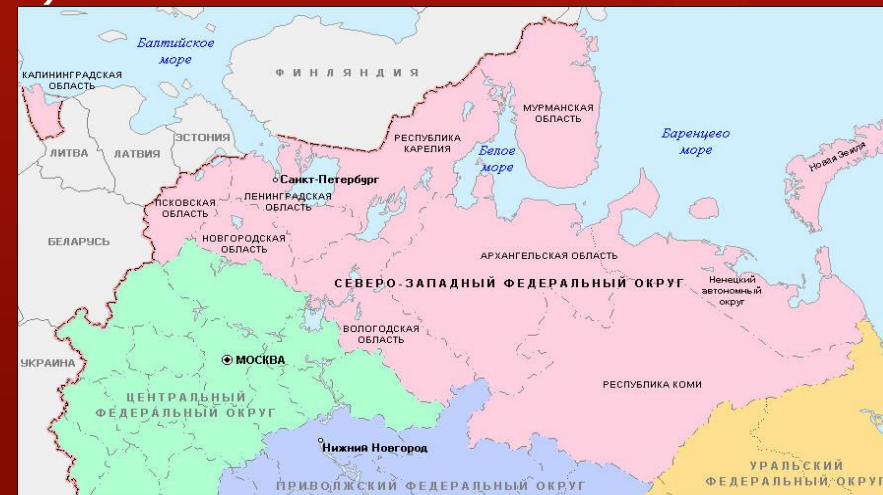 Балтийское
море
КАЛИНИНГРАДСКАЯ
ОБЛАСТЬ
ФИНЛЯНДИЯ
МУРМАНСКАЯ
ОБЛАСТЬ
Баренцево
море
РЕСПУБЛИКА
КАРЕЛИЯ
Белое
море
Новая Земля
ЭСТОНИЯ
ЛИТВА
ЛАТВИЯ
Санкт-Петербург
ПСКОВСКАЯ
ОБЛАСТЬ
ЛЕНИНГРАДСКАЯ
ОБЛАСТЬ
БЕЛАРУСЬ
НОВГОРОДСКАЯ
ОБЛАСТЬ
АРХАНГЕЛЬСКАЯ ОБЛАСТЬ
СЕВЕРО-ЗАПАДНЫЙ ФЕДЕРАЛЬНЫЙ ОКРУГ
Ненецкий
автономный
округ
ВОЛОГОДСКАЯ
ОБЛАСТЬ
УКРАИНА
МОСКВА
РЕСПУБЛИКА КОМИ
ЦЕНТРАЛЬНЫЙ
ФЕДЕРАЛЬНЫЙ ОКРУГ
Нижний Новгород
ПРИВОЛЖСКИЙ ФЕДЕРАЛЬНЫЙ ОКРУГ
УРАЛЬСКИЙ
ФЕДЕРАЛЬНЫЙ ОКРУГ